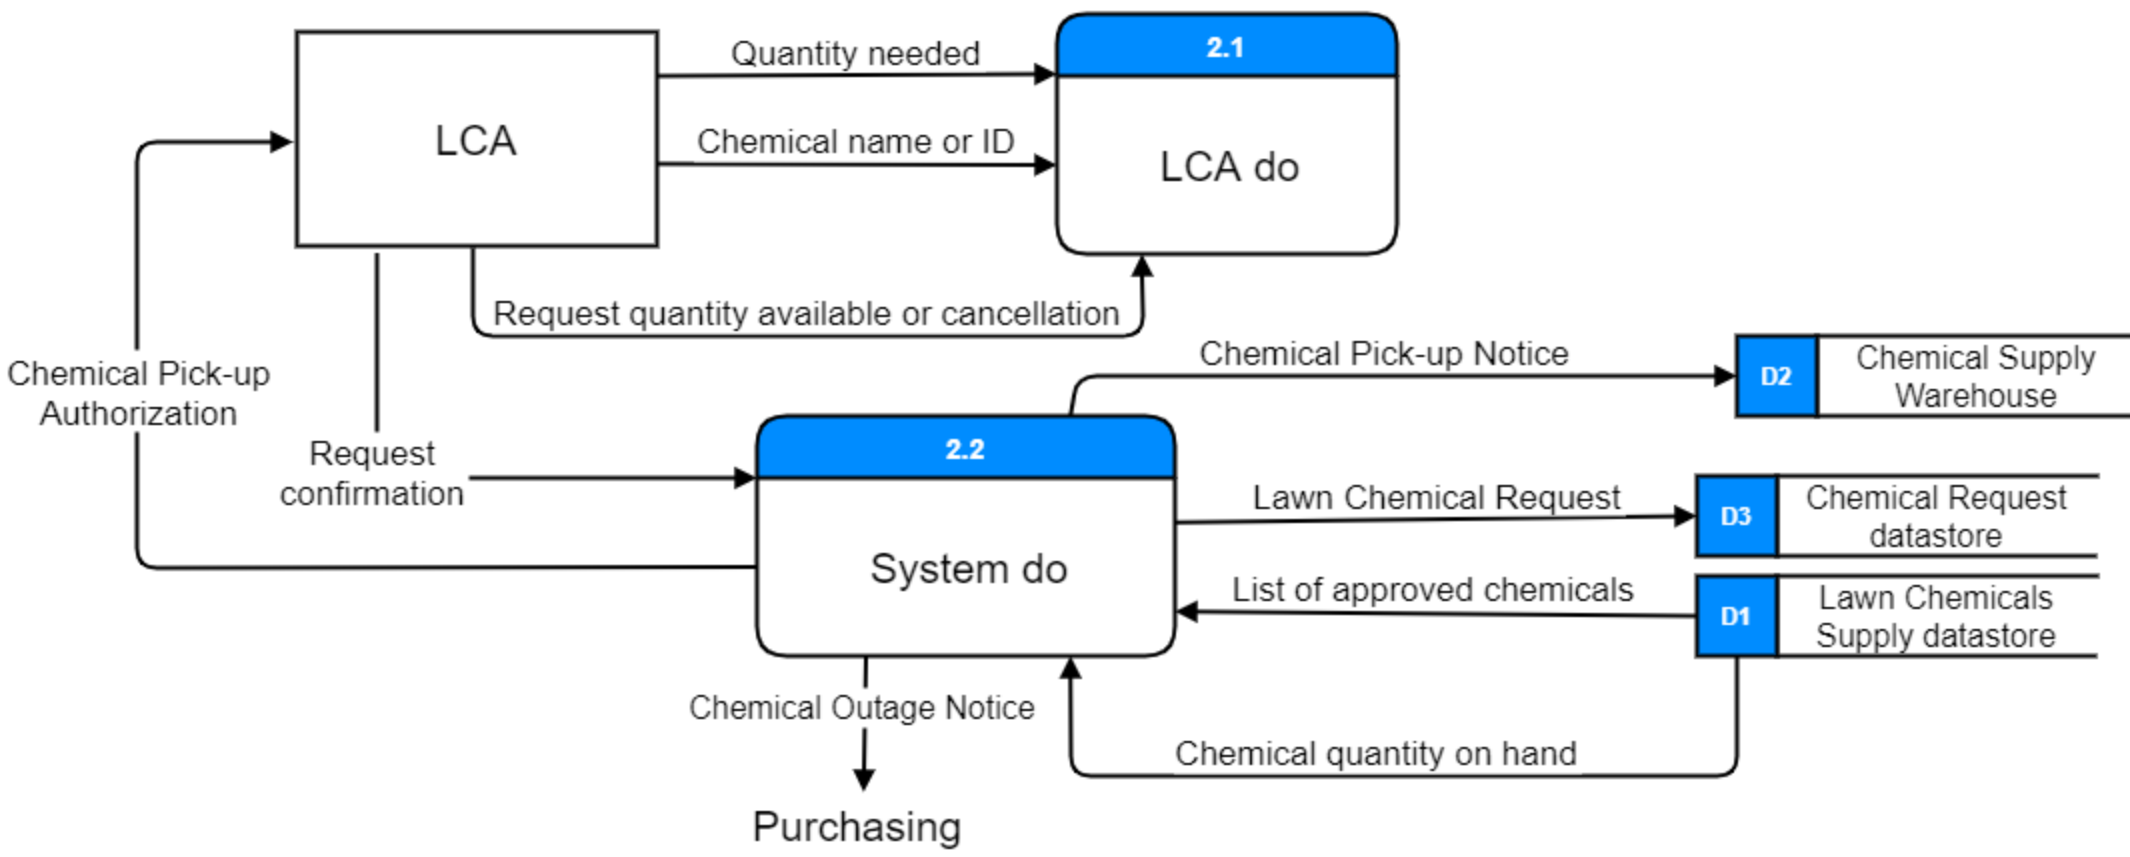 Quantity needed
2.1
LCA
Chemical name or ID
LCA do
Request quantity available or cancellation
Chemical Pick-up
Authorization
Chemical Pick-up Notice
D2
Chemical Supply
Warehouse
Request
confirmation
2.2
System do
Lawn Chemical Request
D3
Chemical Request
datastore
List of approved chemicals
D1
Lawn Chemicals
Supply datastore
Chemical Outage Notice
Chemical quantity on hand
Purchasing